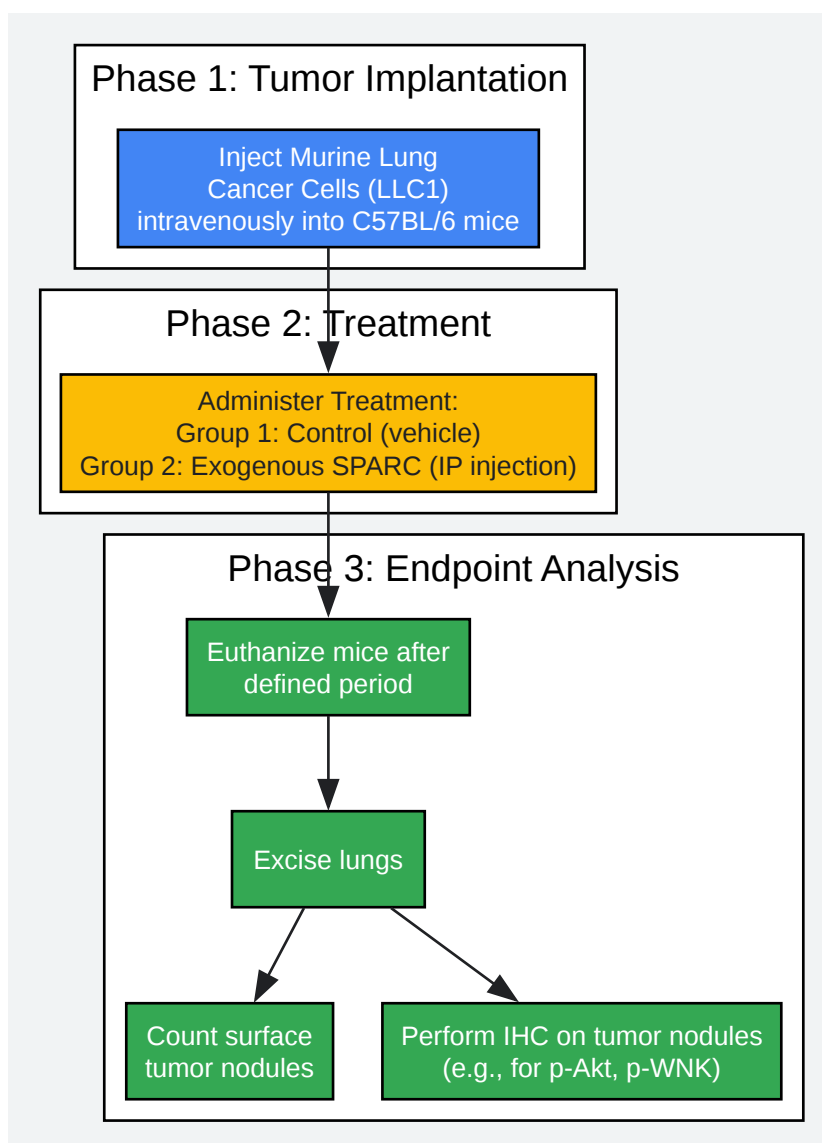 Phase 1: Tumor Implantation
Inject Murine Lung
Cancer Cells (LLC1)
intravenously into C57BL/6 mice
Phase 2: Treatment
Administer Treatment:
Group 1: Control (vehicle)
Group 2: Exogenous SPARC (IP injection)
Phase 3: Endpoint Analysis
Euthanize mice after
defined period
Excise lungs
Count surface
tumor nodules
Perform IHC on tumor nodules
(e.g., for p-Akt, p-WNK)